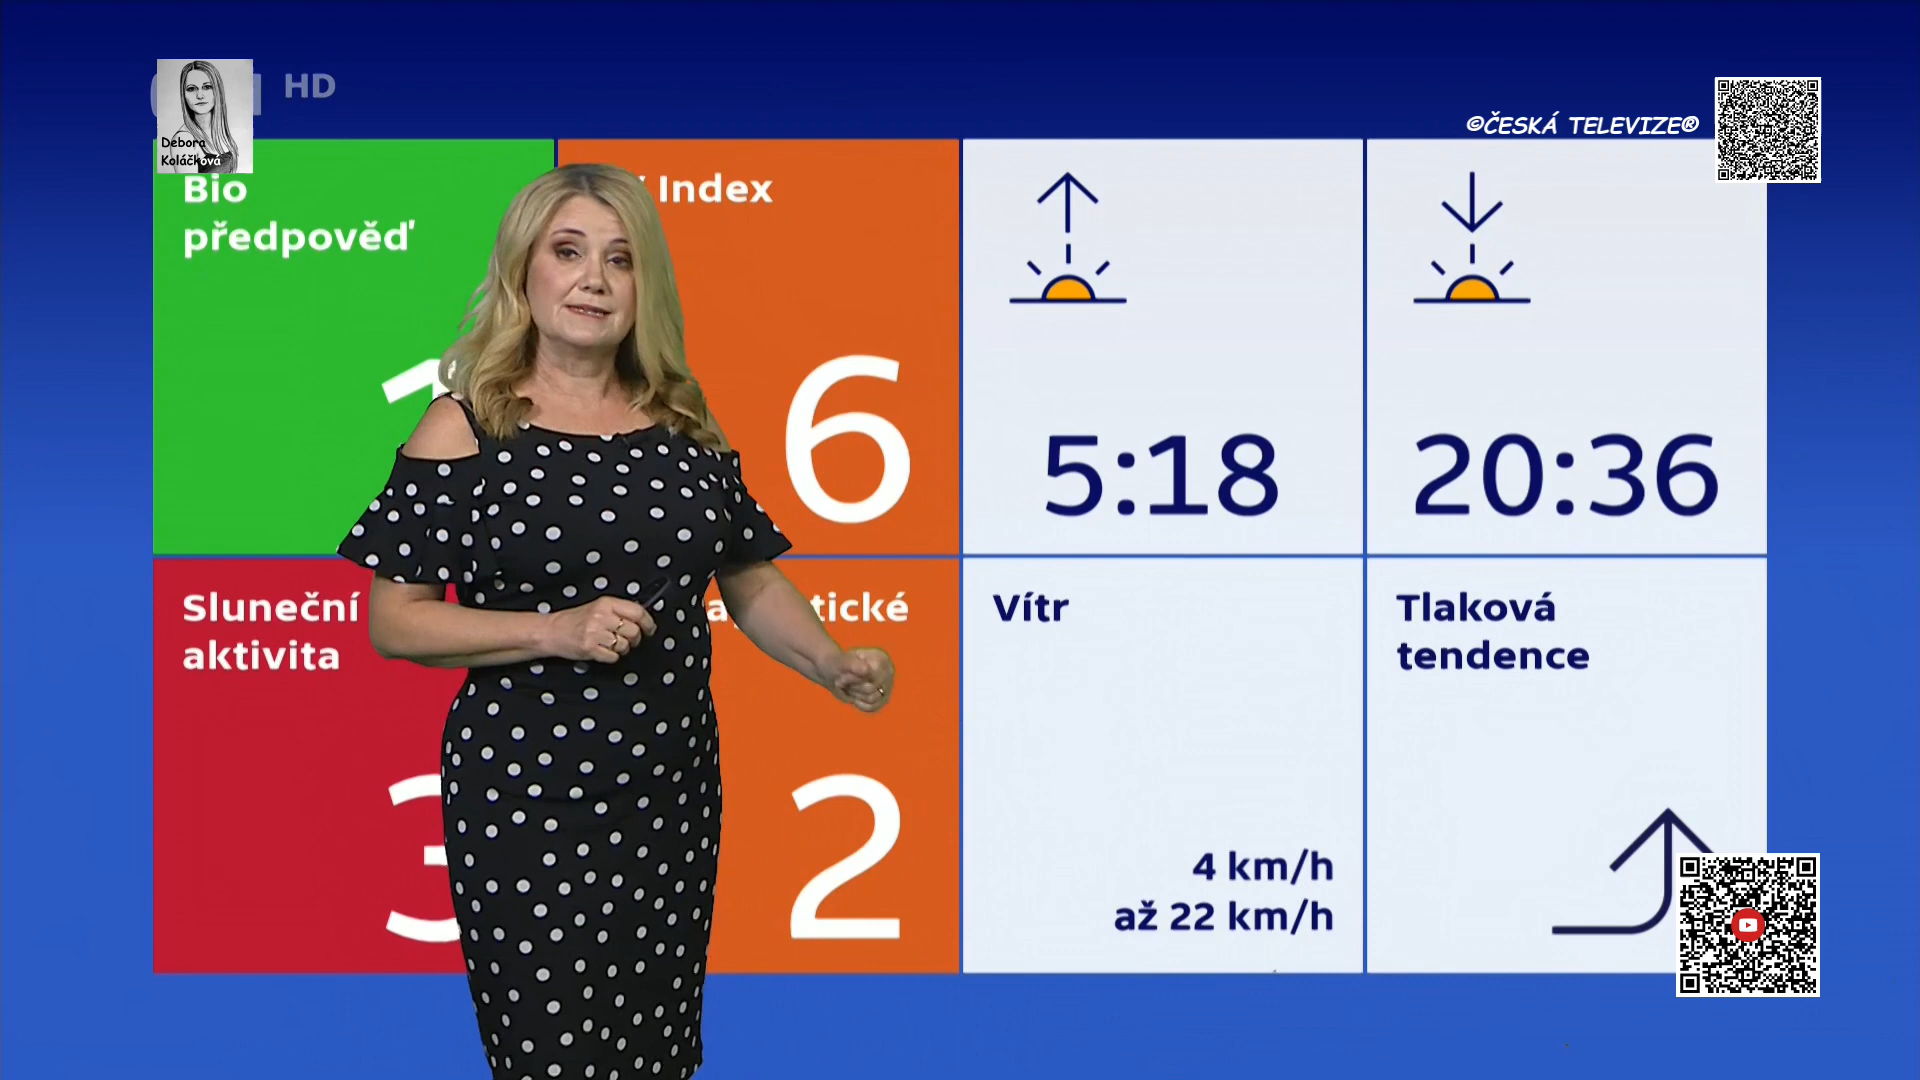 HD
Debora
Koláčková
©ČESKÁ TELEVIZE®
Bio
předpověď
Index
6
5:18
20:36
Sluneční
aktivita
3
2
Vítr
4 km/h
až 22 km/h
Tlaková
tendence